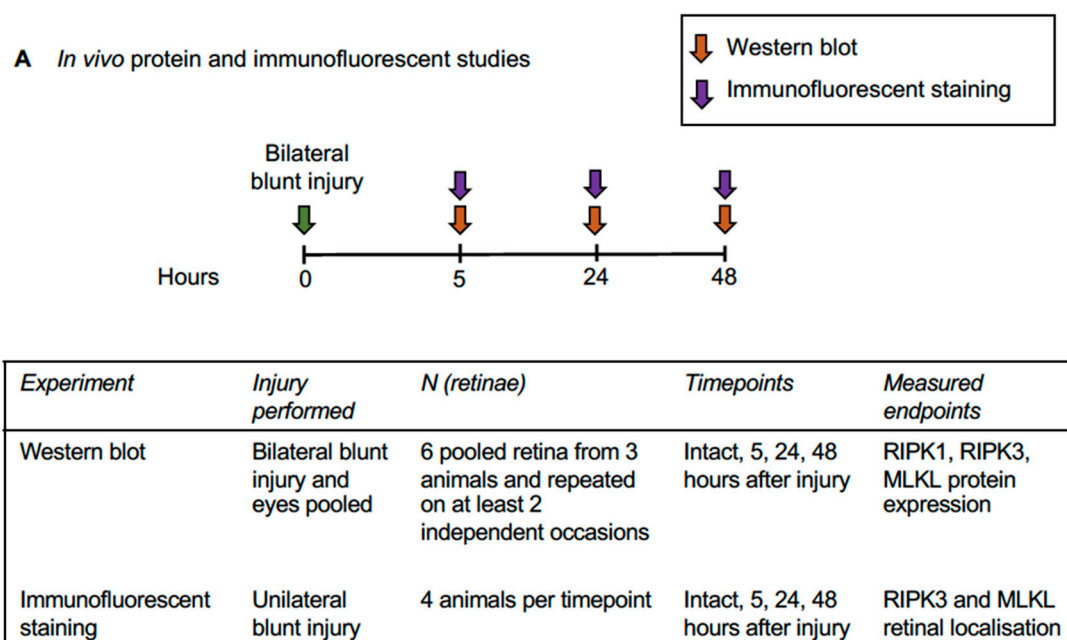 A In vivo protein and immunofluorescent studies
Western blot
Immunofluorescent staining
Bilateral
blunt injury
Hours 0 5 24 48
Experiment Injury performed N (retinae) Timepoints Measured endpoints
Western blot
Bilateral blunt
injury and
eyes pooled
6 pooled retina from 3
animals and repeated
on at least 2
independent occasions
Intact, 5, 24, 48
hours after injury
RIPK1, RIPK3,
MLKL protein
expression
Immunofluorescent
staining
Unilateral
blunt injury
4 animals per timepoint
Intact, 5, 24, 48
hours after injury
RIPK3 and MLKL
retinal localisation